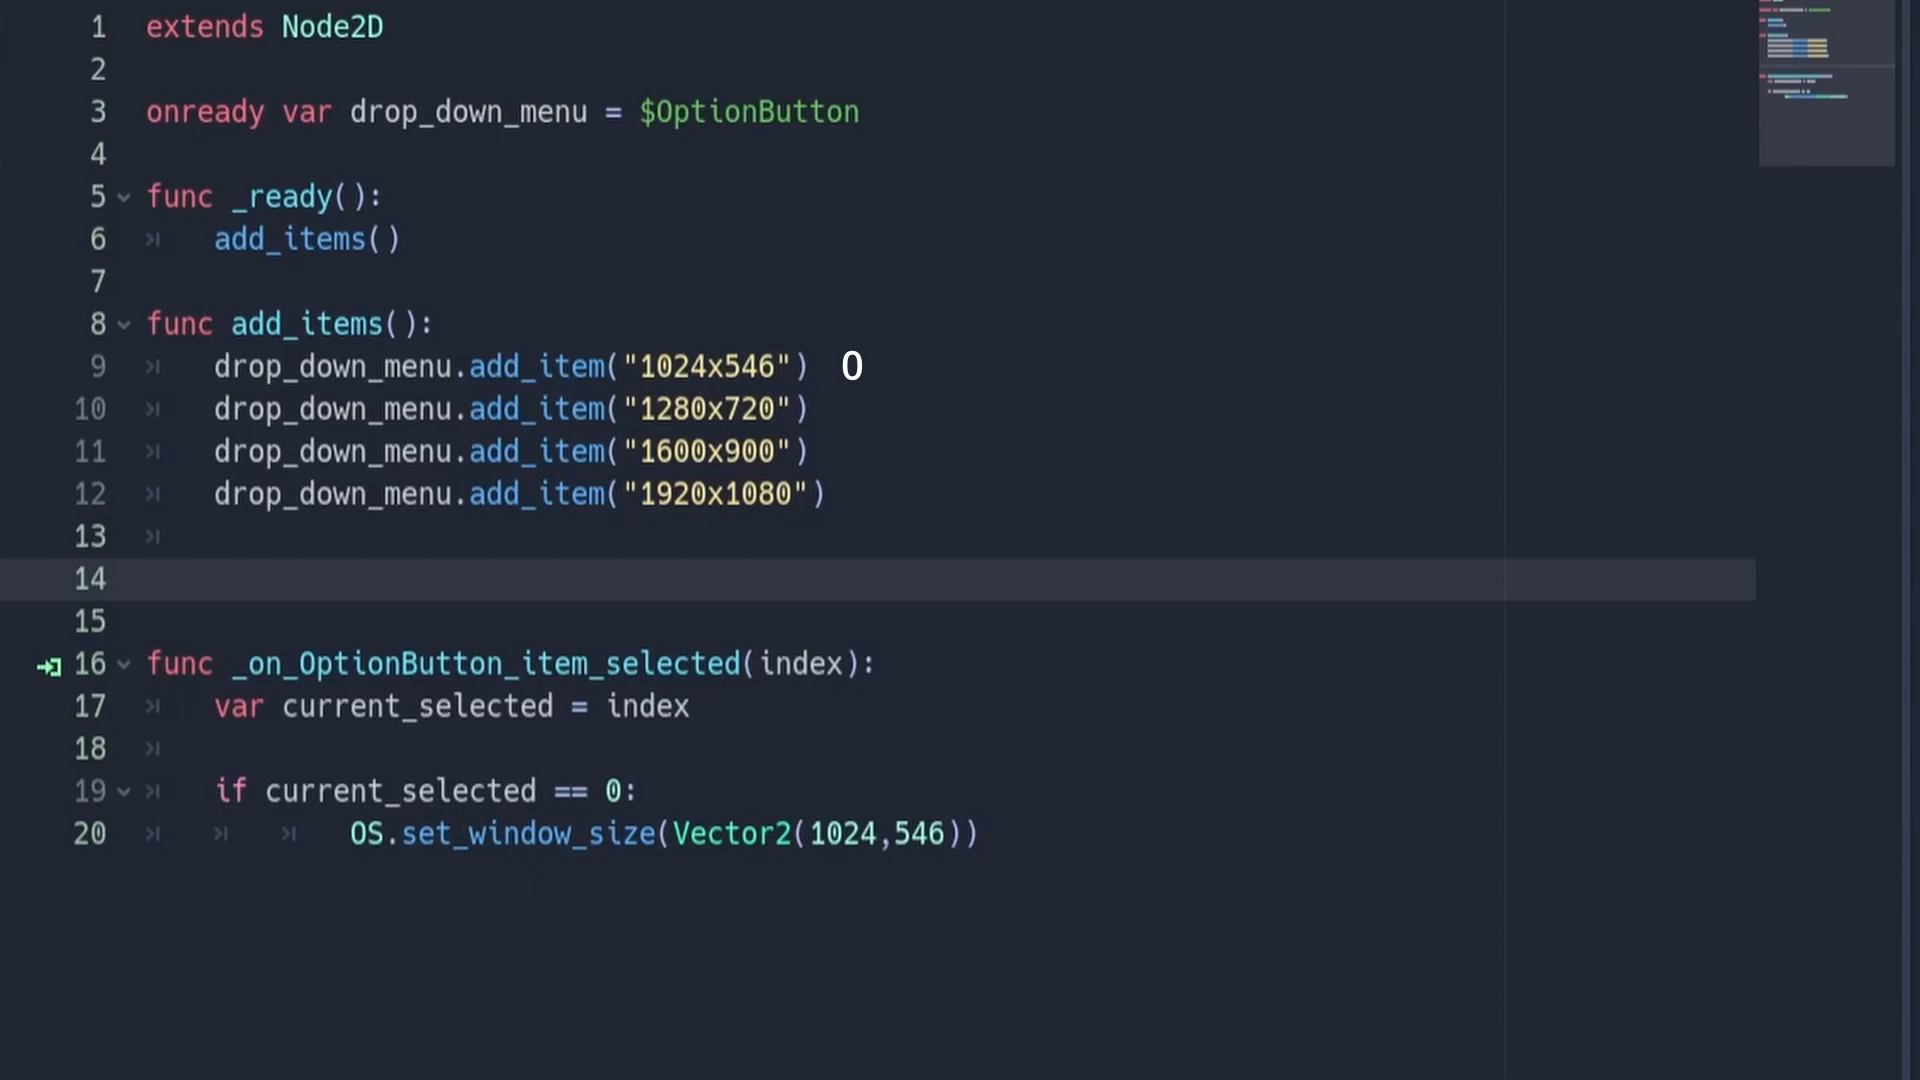 1 extends Node2D
2
3 onready var drop_down_menu = $OptionButton
4
5 func _ready():
6 add_items()
7
8 func add_items():
9 drop_down_menu.add_item("1024x546") 0
10 drop_down_menu.add_item("1280x720")
11 drop_down_menu.add_item("1600x900")
12 drop_down_menu.add_item("1920x1080")
13
14
15
16 func _on_OptionButton_item_selected(index):
17 var current_selected = index
18
19 if current_selected == 0:
20 OS.set_window_size(Vector2(1024,546))